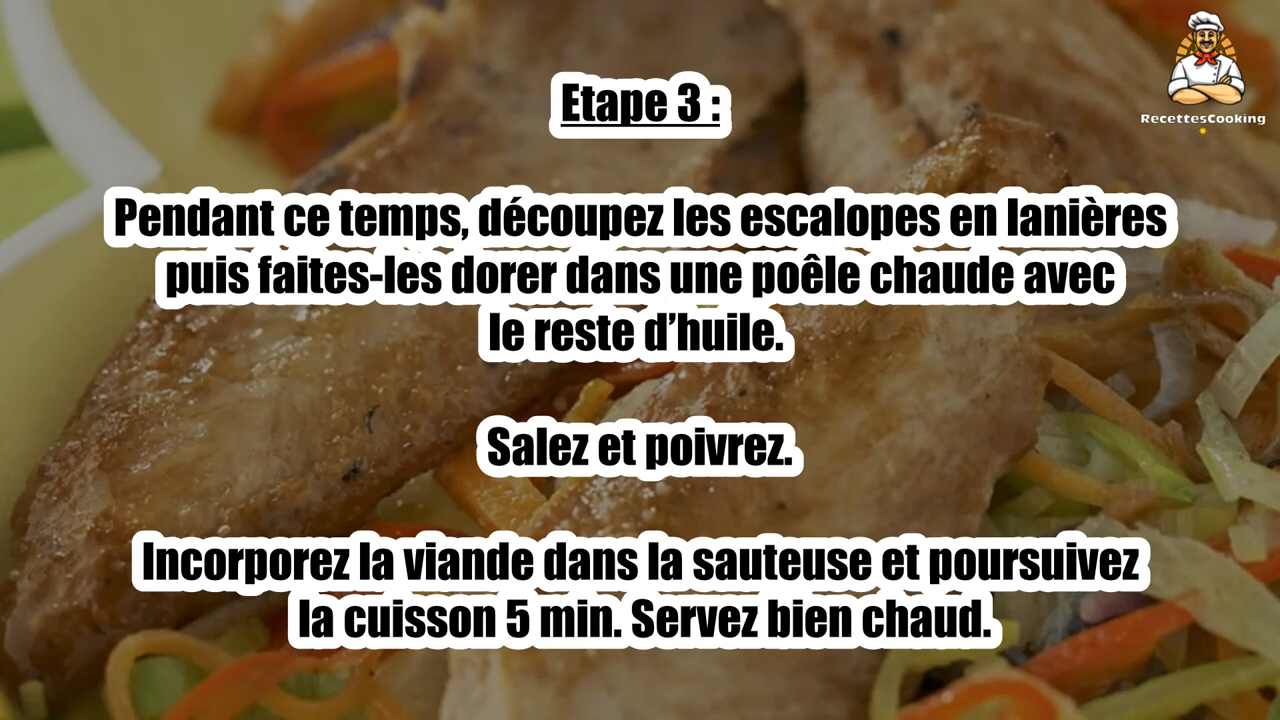 RecettesCooking
Etape 3 :
Pendant ce temps, découpez les escalopes en lanières
puis faites-les dorer dans une poêle chaude avec
le reste d’huile.
Salez et poivrez.
Incorporez la viande dans la sauteuse et poursuivez
la cuisson 5 min. Servez bien chaud.